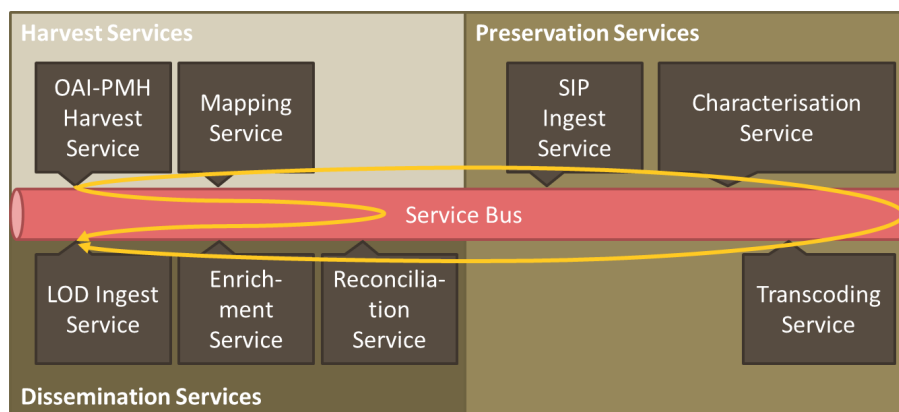 Harvest Services
Preservation Services
OAI-PMH
Harvest
Service
Mapping
Service
SIP
Ingest
Service
Characterisation
Service
Service Bus
LOD Ingest
Service
Enrich-
ment
Service
Reconcilia-
tion
Service
Transcoding
Service
Dissemination Services